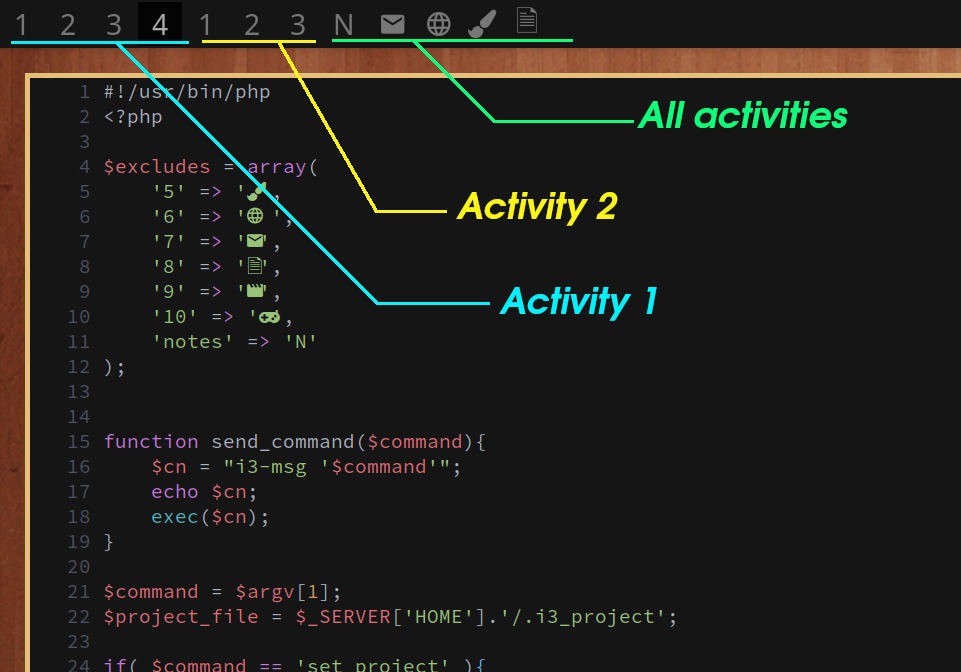 1 2 3 4 1 2 3 N
All activities
Activity 2
Activity 1
1 #!/usr/bin/php
2 <?php
3
4 $excludes = array(
5 '5' => '',
6 '6' => ' ',
7 '7' => '',
8 '8' => '',
9 '9' => '',
10 '10' => '',
11 'notes' => 'N'
12 );
13
14
15 function send_command($command){
16 $cn = "i3-msg '$command'";
17 echo $cn;
18 exec($cn);
19 }
20
21 $command = $argv[1];
22 $project_file = $_SERVER['HOME'].'/.i3_project';
23
24 if( $command == 'set_project' ){